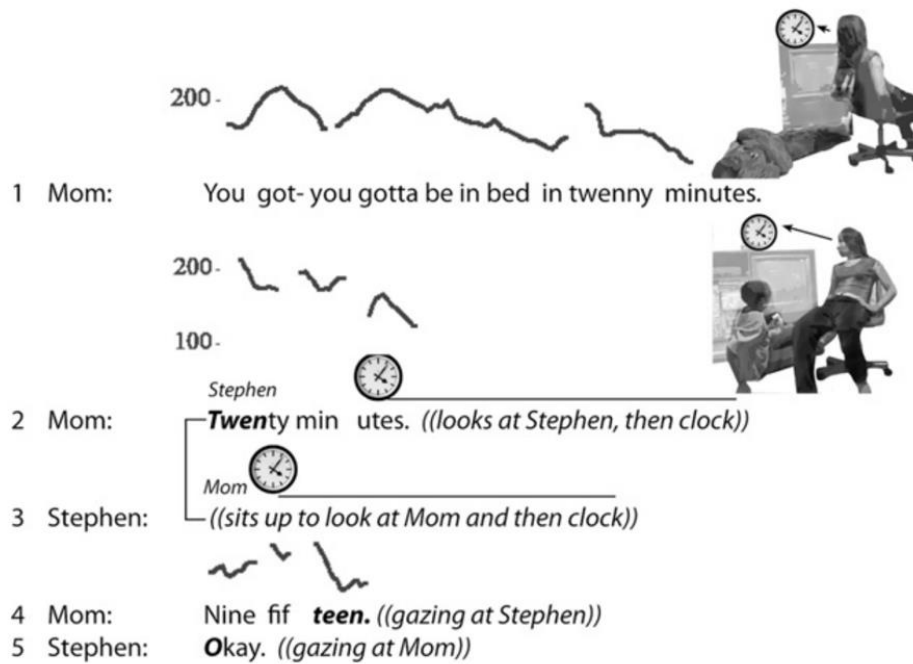 200 -
1 Mom: You got- you gotta be in bed in twenny minutes.
200 -
100 -
Stephen
2 Mom: Twenty min utes. ((looks at Stephen, then clock))
Mom
3 Stephen: ((sits up to look at Mom and then clock))
4 Mom: Nine fif teen. ((gazing at Stephen))
5 Stephen: Okay. ((gazing at Mom))